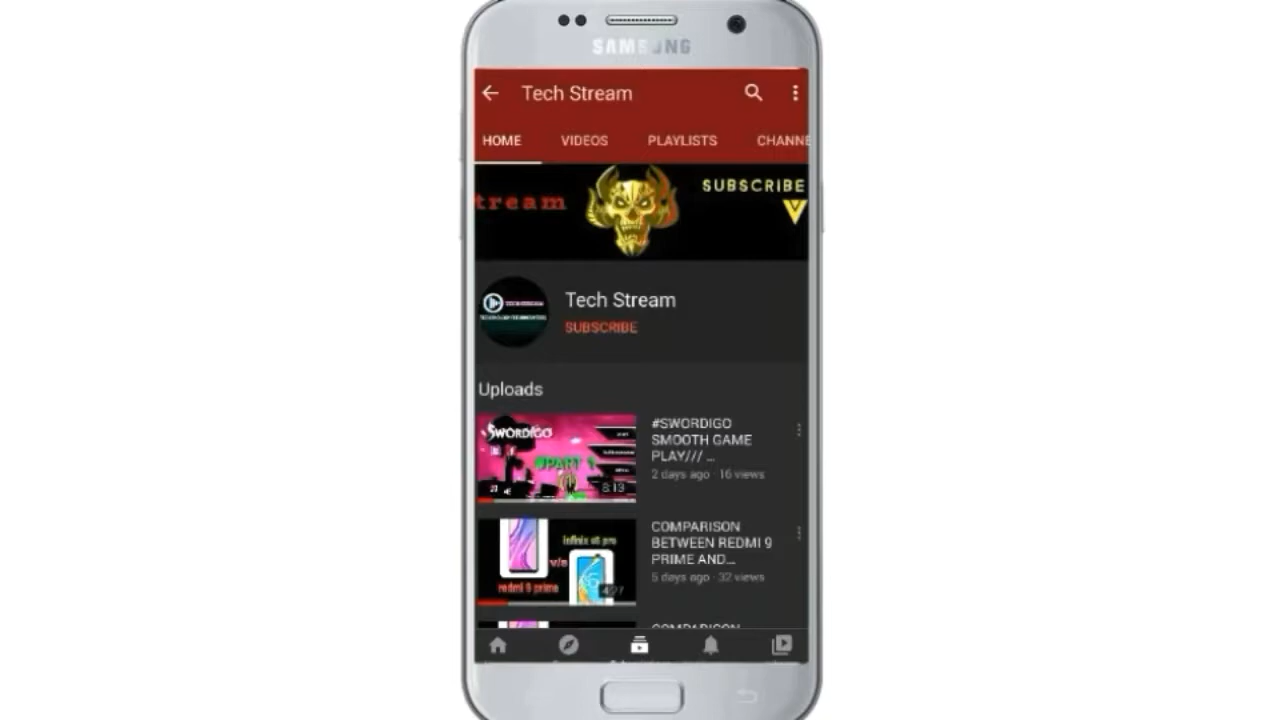 SAMSUNG
Tech Stream
HOME VIDEOS PLAYLISTS CHANNE
tream
SUBSCRIBE
Tech Stream
SUBSCRIBE
Uploads
SWORDIGO
#PART 1
8:13
#SWORDIGO
SMOOTH GAME
PLAY/// ...
2 days ago · 16 views
infinix s5 pro
v/s
redmi 9 prime
4:27
COMPARISON
BETWEEN REDMI 9
PRIME AND...
5 days ago · 32 views
COMPARISON